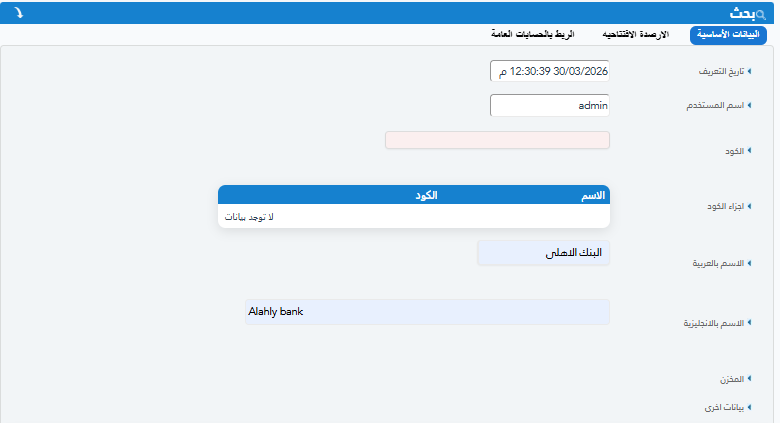 بحث
البيانات الأساسية الارصدة الافتتاحيه الربط بالحسابات العامة
تاريخ التعريف 30/03/2026 12:30:39 م
اسم المستخدم admin
الكود
اجزاء الكود
الاسم الكود
لا توجد بيانات
الاسم بالعربية البنك الاهلى
الاسم بالانجليزية Alahly bank
المخزن
بيانات اخرى